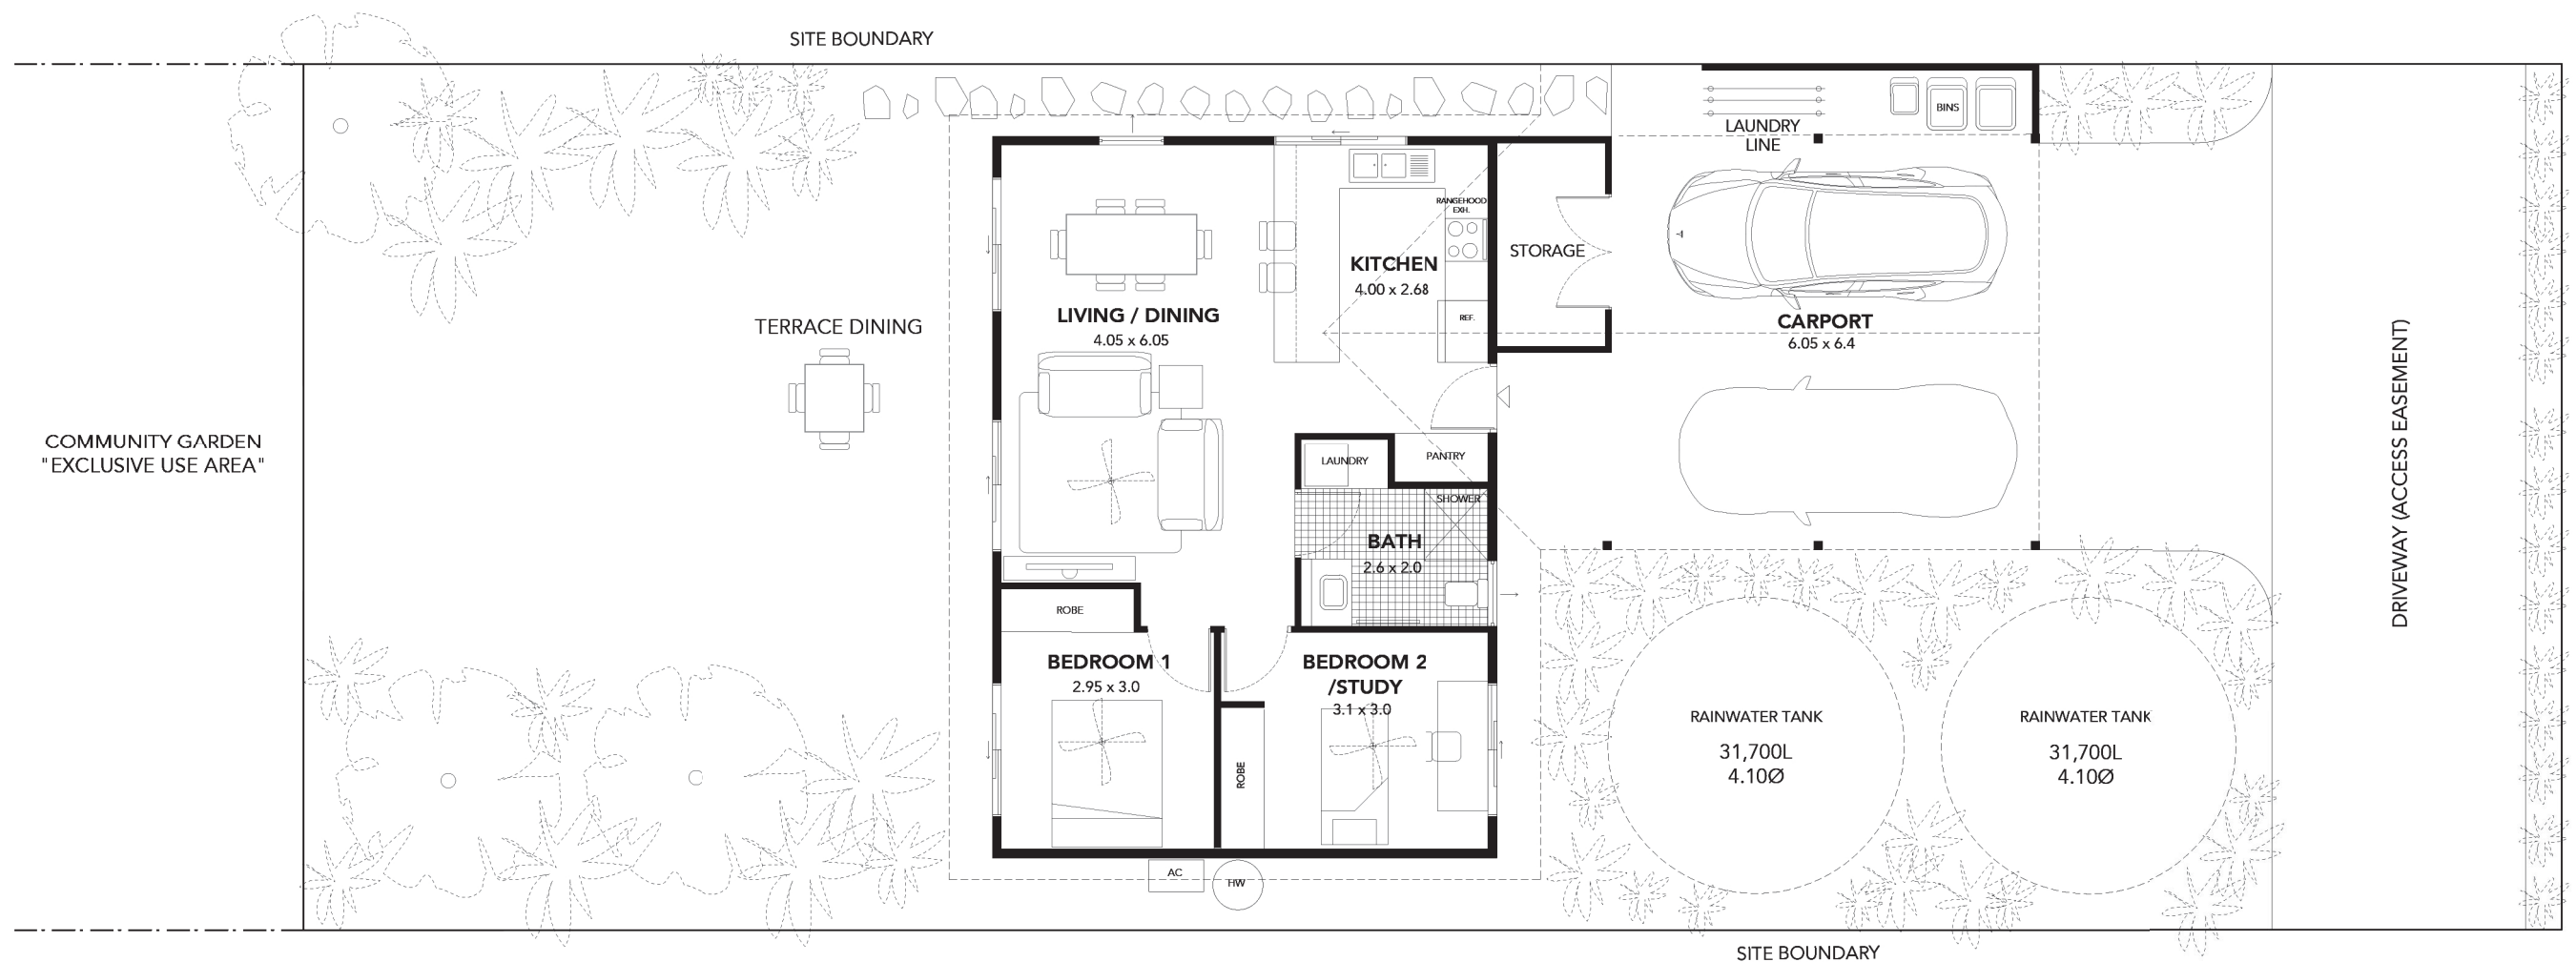 SITE BOUNDARY
BINS
LAUNDRY
LINE
RANGEHOOD
EXH.
STORAGE
KITCHEN
4.00 x 2.68
LIVING / DINING
4.05 x 6.05
REF.
CARPORT
6.05 x 6.4
TERRACE DINING
COMMUNITY GARDEN
"EXCLUSIVE USE AREA"
DRIVEWAY (ACCESS EASEMENT)
LAUNDRY
PANTRY
SHOWER
BATH
2.6 x 2.0
ROBE
BEDROOM 1
2.95 x 3.0
BEDROOM 2
/STUDY
3.1 x 3.0
ROBE
RAINWATER TANK
31,700L
4.10Ø
RAINWATER TANK
31,700L
4.10Ø
AC
HW
SITE BOUNDARY